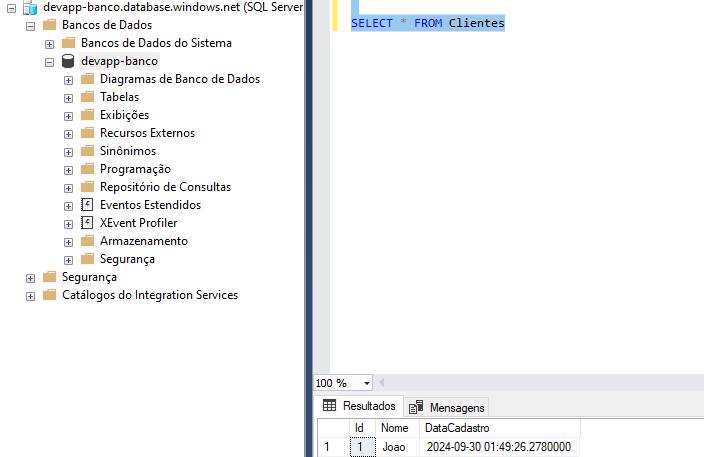 devapp-banco.database.windows.net (SQL Server
Bancos de Dados
Bancos de Dados do Sistema
devapp-banco
Diagramas de Banco de Dados
Tabelas
Exibições
Recursos Externos
Sinônimos
Programação
Repositório de Consultas
Eventos Estendidos
XEvent Profiler
Armazenamento
Segurança
Segurança
Catálogos do Integration Services
SELECT * FROM Clientes
100 %
Resultados Mensagens
Id Nome DataCadastro
1 1 Joao 2024-09-30 01:49:26.2780000